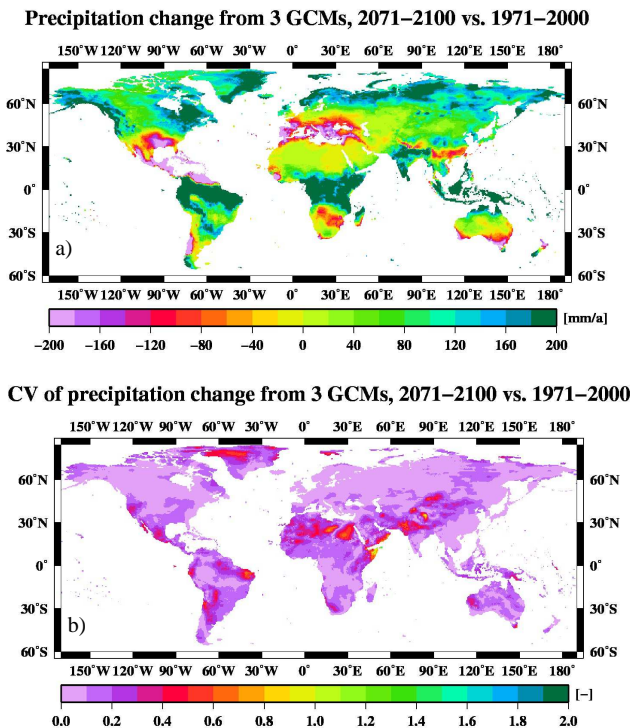 Precipitation change from 3 GCMs, 2071−2100 vs. 1971−2000
150˚W 120˚W 90˚W 60˚W 30˚W 0˚ 30˚E 60˚E 90˚E 120˚E 150˚E 180˚
60˚N 60˚N
30˚N 30˚N
0˚ 0˚
30˚S 30˚S
a)
60˚S 60˚S
150˚W 120˚W 90˚W 60˚W 30˚W 0˚ 30˚E 60˚E 90˚E 120˚E 150˚E 180˚
[mm/a]
−200 −160 −120 −80 −40 0 40 80 120 160 200
CV of precipitation change from 3 GCMs, 2071−2100 vs. 1971−2000
150˚W 120˚W 90˚W 60˚W 30˚W 0˚ 30˚E 60˚E 90˚E 120˚E 150˚E 180˚
60˚N 60˚N
30˚N 30˚N
0˚ 0˚
30˚S 30˚S
b)
60˚S 60˚S
150˚W 120˚W 90˚W 60˚W 30˚W 0˚ 30˚E 60˚E 90˚E 120˚E 150˚E 180˚
[−]
0.0 0.2 0.4 0.6 0.8 1.0 1.2 1.4 1.6 1.8 2.0